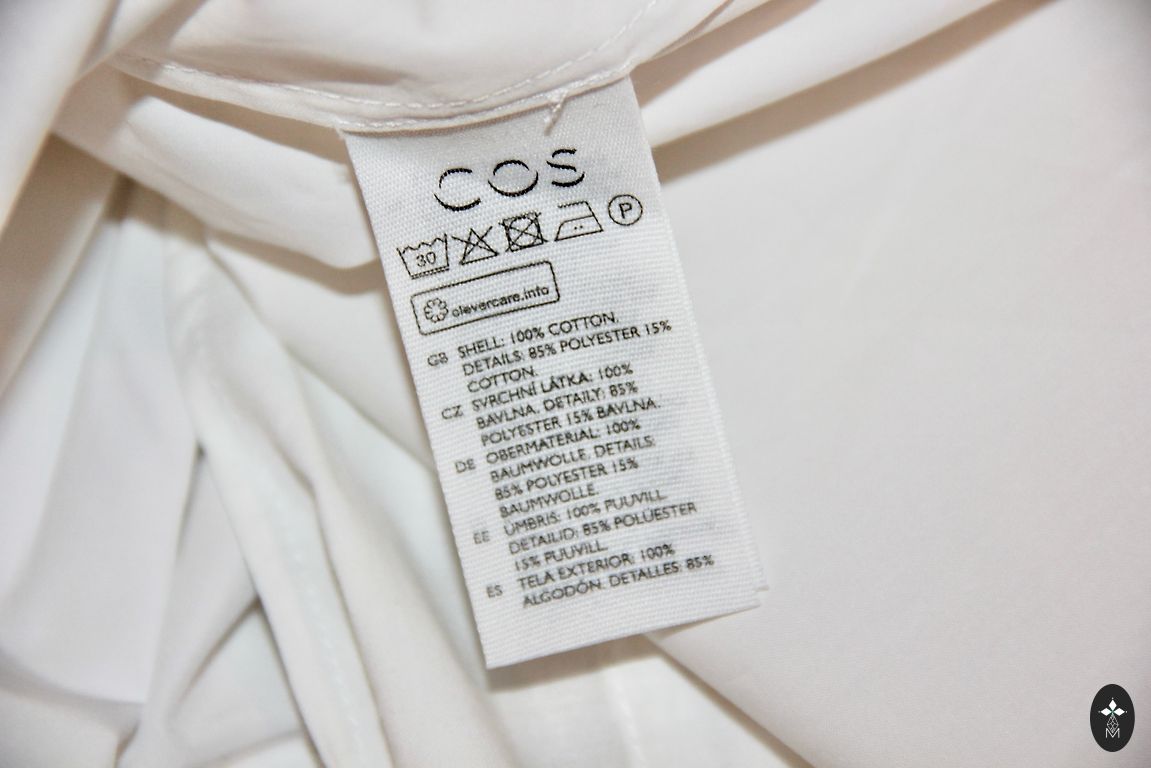 COS
30
P
clevercare.info
GB SHELL: 100% COTTON.
DETAILS: 85% POLYESTER 15%
COTTON.
CZ SVRCHNÍ LÁTKA: 100%
BAVLNA. DETAILY: 85%
POLYESTER 15% BAVLNA.
DE OBERMATERIAL: 100%
BAUMWOLLE. DETAILS:
85% POLYESTER 15%
BAUMWOLLE.
EE ÜMBRIS: 100% PUUVILL.
DETAILID: 85% POLÜESTER
15% PUUVILL.
ES TELA EXTERIOR: 100%
ALGODÓN. DETALLES: 85%
M